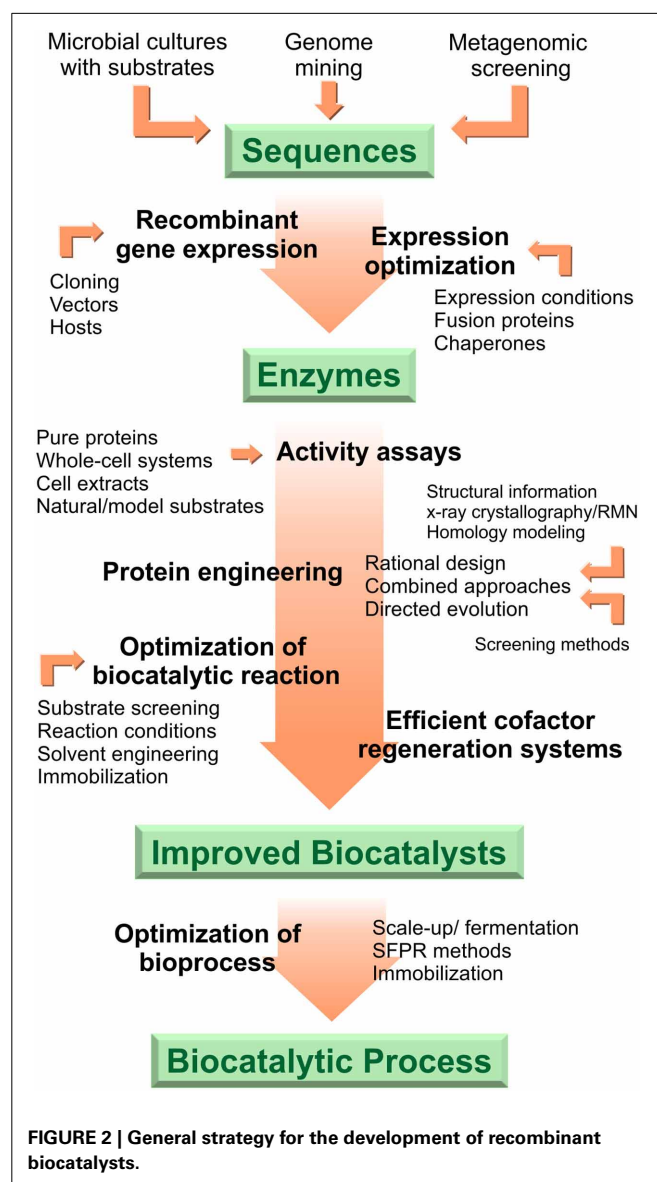 Microbial cultures
with substrates
Genome
mining
Metagenomic
screening
Sequences
Recombinant
gene expression
Cloning
Vectors
Hosts
Expression
optimization
Expression conditions
Fusion proteins
Chaperones
Enzymes
Pure proteins
Whole-cell systems
Cell extracts
Natural/model substrates
Activity assays
Structural information
x-ray crystallography/RMN
Homology modeling
Protein engineering
Rational design
Combined approaches
Directed evolution
Screening methods
Optimization of
biocatalytic reaction
Substrate screening
Reaction conditions
Solvent engineering
Immobilization
Efficient cofactor
regeneration systems
Improved Biocatalysts
Optimization of
bioprocess
Scale-up/ fermentation
SFPR methods
Immobilization
Biocatalytic Process
FIGURE 2 | General strategy for the development of recombinant
biocatalysts.